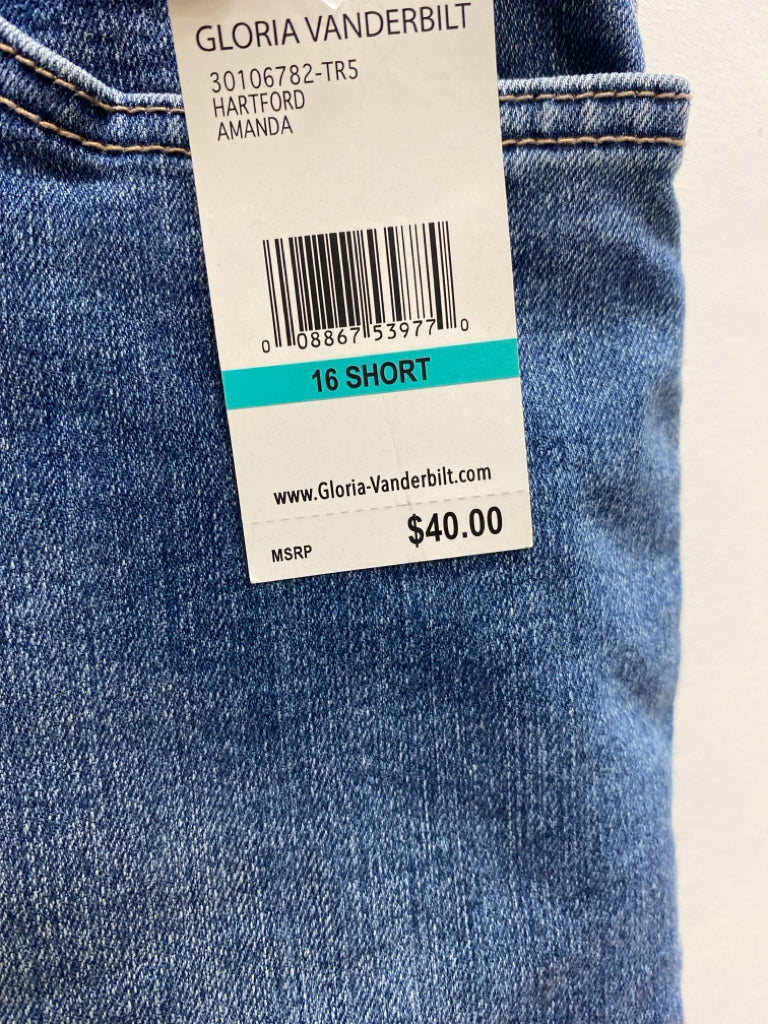 GLORIA VANDERBILT
30106782-TR5
HARTFORD
AMANDA
0 08867 53977 0
16 SHORT
www.Gloria-Vanderbilt.com
MSRP $40.00